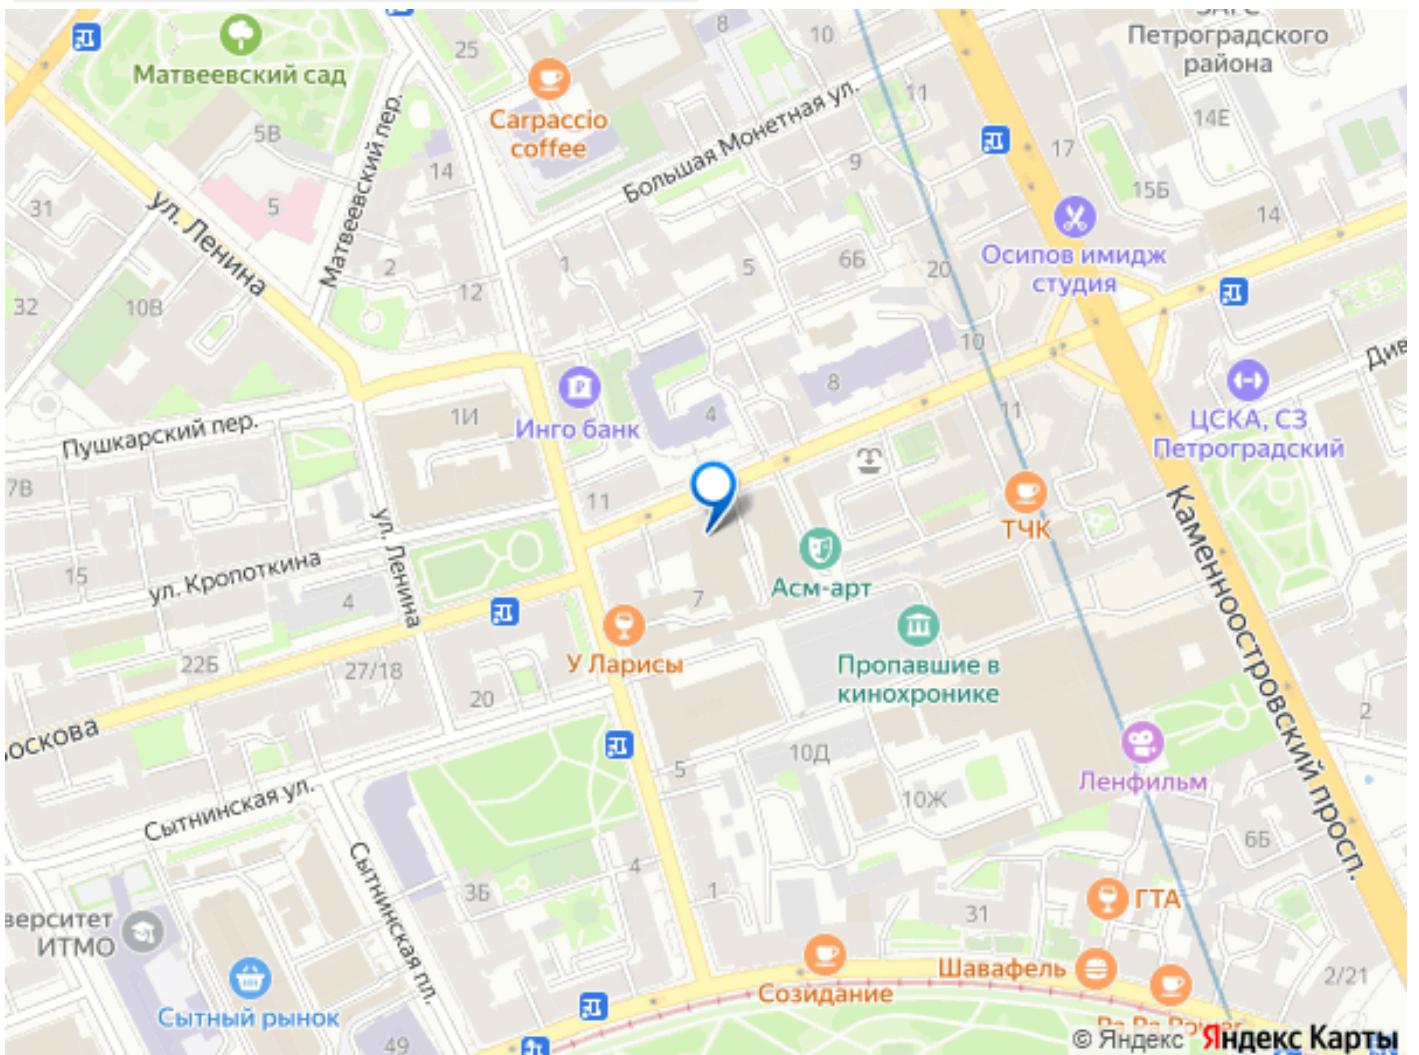 Петроградского
района
Матвеевский сад
25
8
10
Carpaccio
coffee
Большая Монетная ул.
11
14Е
17
5В
Матвеевский пер.
14
9
15Б
31
5
ул. Ленина
14
Осипов имидж
студия
2
1
5
6Б
20
12
32
10В
10
Див
8
ЦСКА, СЗ
Петроградский
1И
Инго банк
4
11
Пушкарский пер.
7В
11
ТЧК
Каменноостровский просп.
ул. Ленина
15
ул. Кропоткина
4
Асм-арт
7
22Б
27/18
У Ларисы
Пропавшие в
кинохронике
20
2
оскова
10Д
5
Ленфильм
10Ж
Сытнинская ул.
6Б
4
Сытнинская пл.
3Б
1
ГТА
31
верситет
ИТМО
Шавафель
2/21
Созидание
Сытный рынок
49
© Яндекс Яндекс Карты